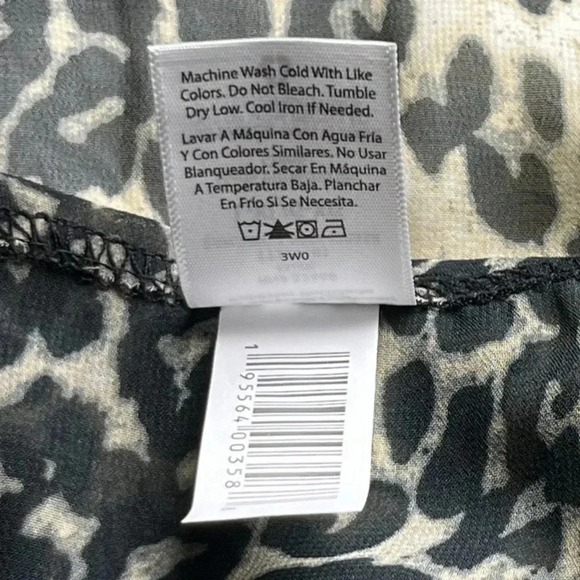 Machine Wash Cold With Like
Colors. Do Not Bleach. Tumble
Dry Low. Cool Iron If Needed.
Lavar A Máquina Con Agua Fría
Y Con Colores Similares. No Usar
Blanqueador. Secar En Máquina
A Temperatura Baja. Planchar
En Frío Si Se Necesita.
3W0
1 95564 00358 1